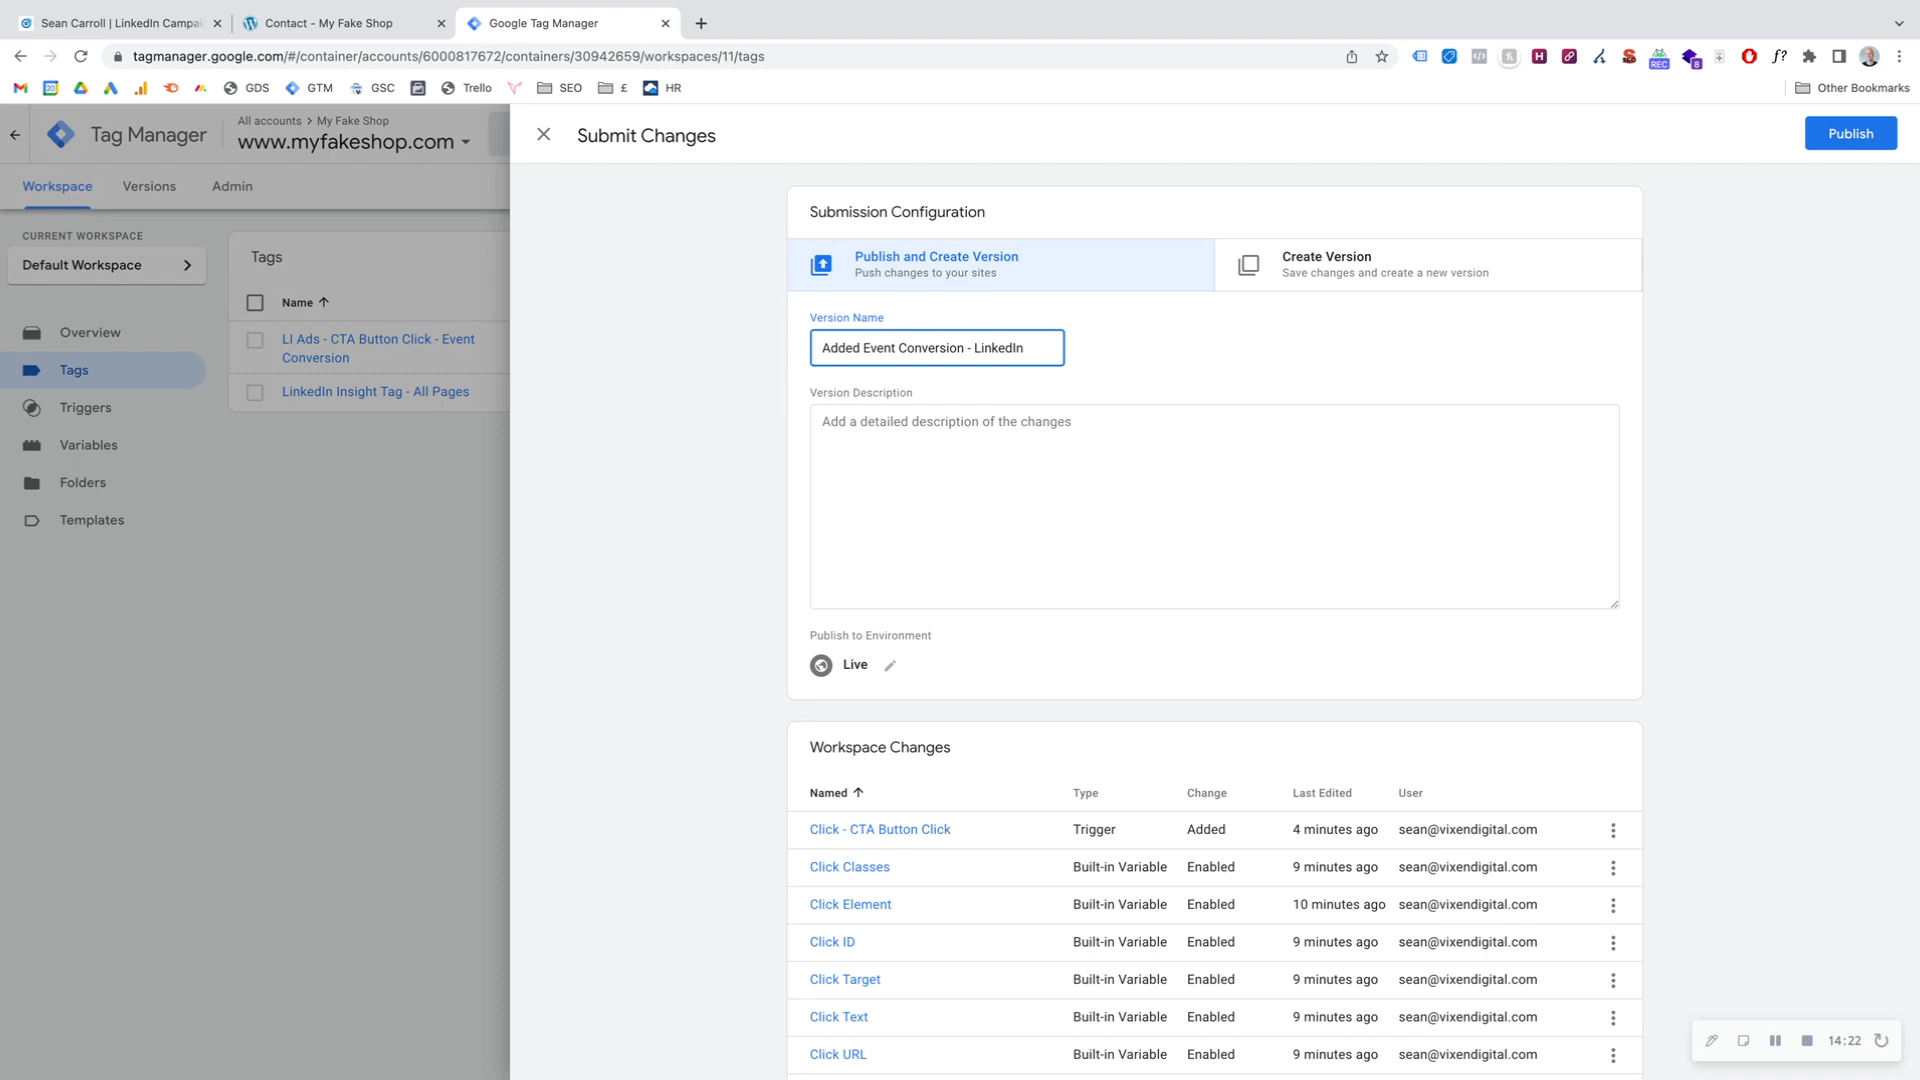 Sean Carroll | LinkedIn Campai
Contact - My Fake Shop
Google Tag Manager
tagmanager.google.com/#/container/accounts/6000817672/containers/30942659/workspaces/11/tags
REC
8
f?
20
GDS
GTM
GSC
Trello
SEO
£
HR
Other Bookmarks
Tag Manager
All accounts > My Fake Shop
www.myfakeshop.com
Submit Changes
Publish
Workspace
Versions
Admin
CURRENT WORKSPACE
Default Workspace
Overview
Tags
Triggers
Variables
Folders
Templates
Tags
Name
LI Ads - CTA Button Click - Event
Conversion
LinkedIn Insight Tag - All Pages
Submission Configuration
Publish and Create Version
Push changes to your sites
Create Version
Save changes and create a new version
Version Name
Added Event Conversion - LinkedIn
Version Description
Add a detailed description of the changes
Publish to Environment
Live
Workspace Changes
Named Type Change Last Edited User
Click - CTA Button Click Trigger Added 4 minutes ago sean@vixendigital.com
Click Classes Built-in Variable Enabled 9 minutes ago sean@vixendigital.com
Click Element Built-in Variable Enabled 10 minutes ago sean@vixendigital.com
Click ID Built-in Variable Enabled 9 minutes ago sean@vixendigital.com
Click Target Built-in Variable Enabled 9 minutes ago sean@vixendigital.com
Click Text Built-in Variable Enabled 9 minutes ago sean@vixendigital.com
Click URL Built-in Variable Enabled 9 minutes ago sean@vixendigital.com
14:22